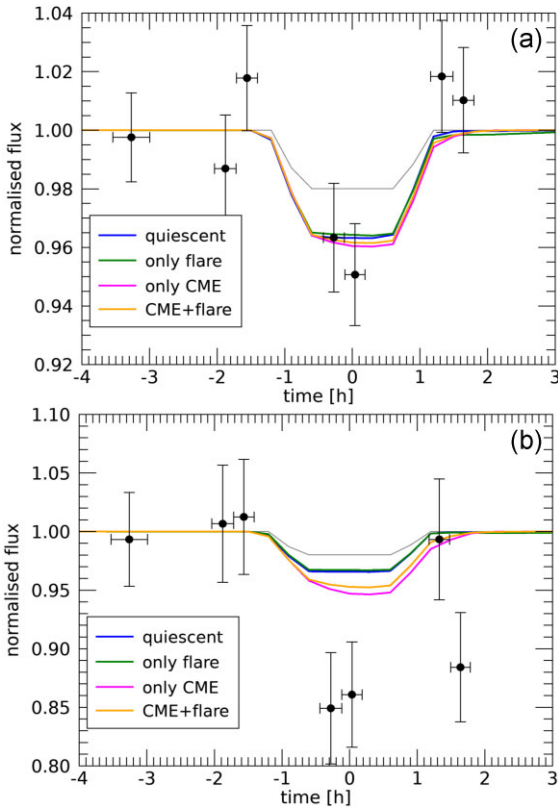 (a)
1.04
1.02
1.00
0.98
0.96
0.94
0.92
normalised flux
quiescent
only flare
only CME
CME+flare
-4 -3 -2 -1 0 1 2 3
time [h]
(b)
1.10
1.05
1.00
0.95
0.90
0.85
0.80
normalised flux
quiescent
only flare
only CME
CME+flare
-4 -3 -2 -1 0 1 2 3
time [h]